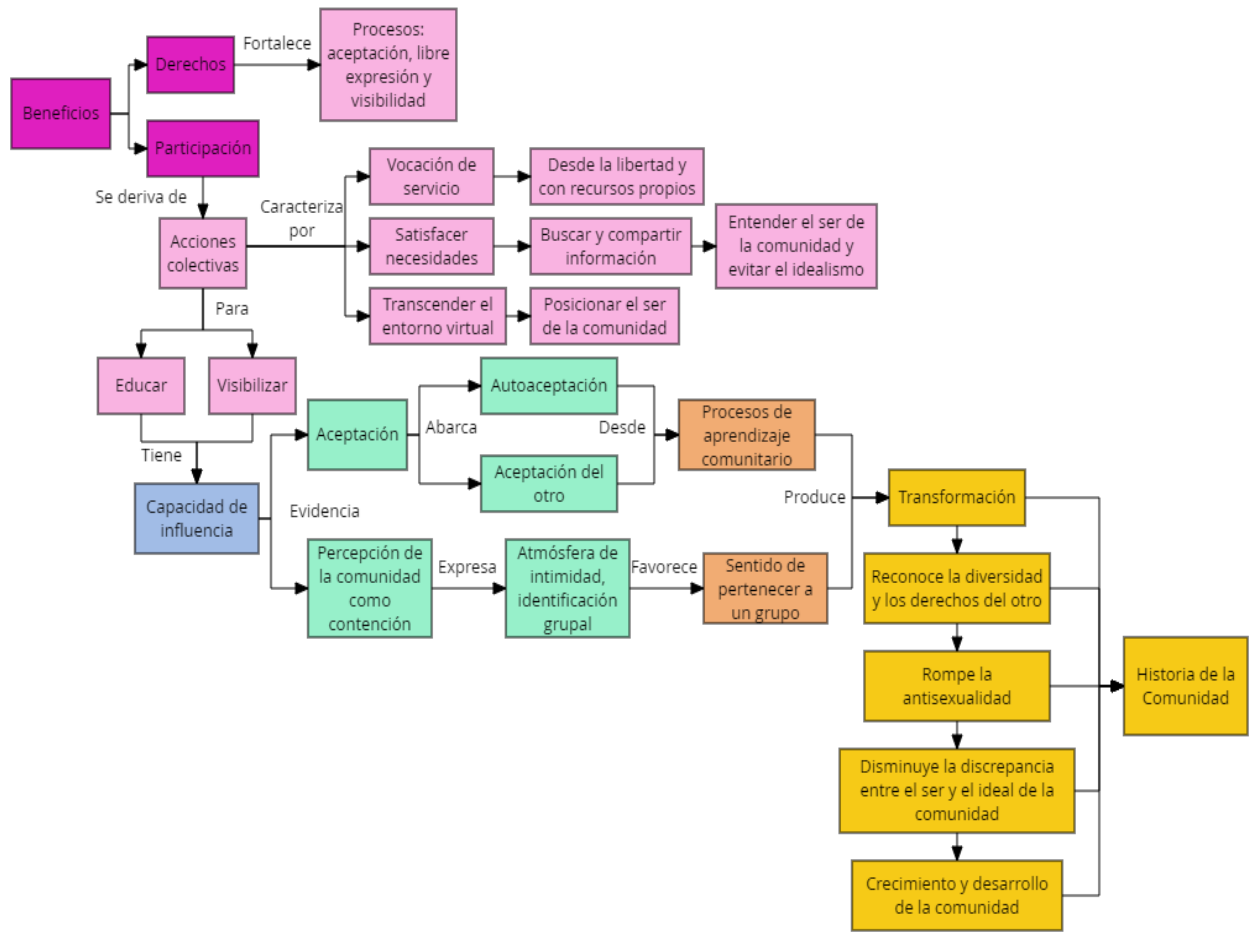 Procesos:
aceptación, libre
expresión y
visibilidad
Fortalece
Derechos
Beneficios
Participación
Se deriva de
Vocación de
servicio
Desde la libertad y
con recursos propios
Caracteriza
por
Acciones
colectivas
Satisfacer
necesidades
Buscar y compartir
información
Entender el ser de
la comunidad y
evitar el idealismo
Transcender el
entorno virtual
Posicionar el ser
de la comunidad
Para
Educar
Visibilizar
Tiene
Capacidad de
influencia
Evidencia
Aceptación
Abarca
Autoaceptación
Aceptación del
otro
Desde
Procesos de
aprendizaje
comunitario
Percepción de
la comunidad
como
contención
Expresa
Atmósfera de
intimidad,
identificación
grupal
Favorece
Sentido de
pertenecer a
un grupo
Produce
Transformación
Reconoce la diversidad
y los derechos del otro
Rompe la
antisexualidad
Disminuye la discrepancia
entre el ser y el ideal de la
comunidad
Crecimiento y desarrollo
de la comunidad
Historia de la
Comunidad